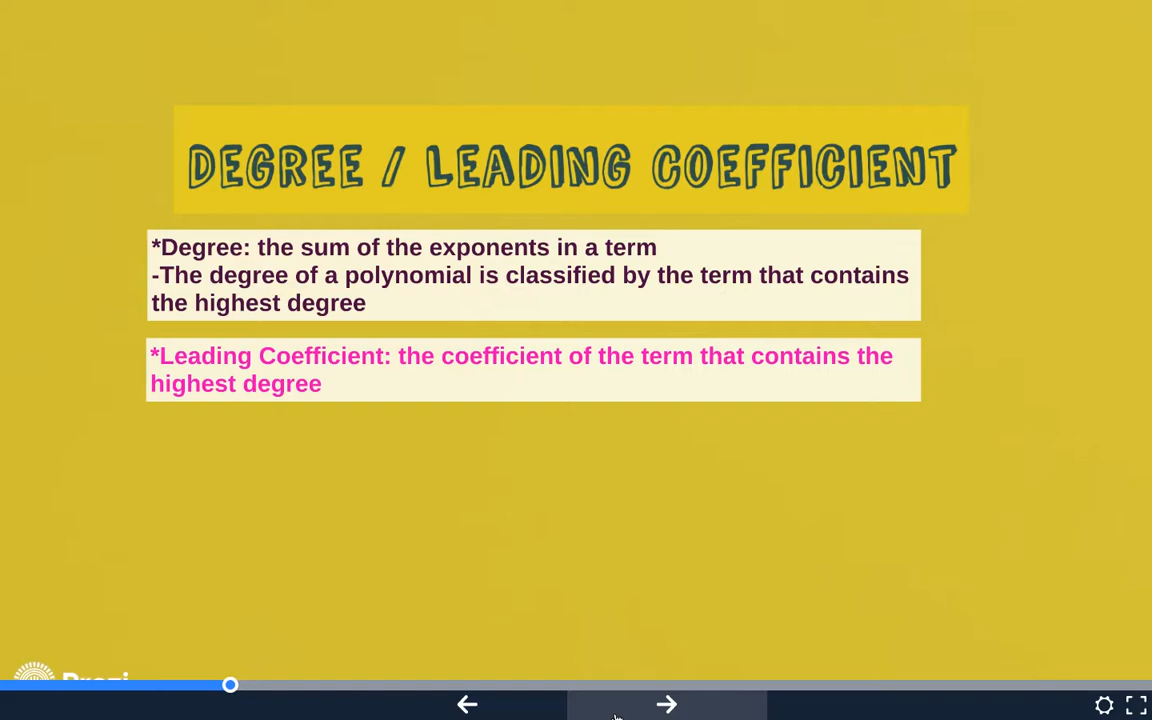 DEGREE / LEADING COEFFICIENT
*Degree: the sum of the exponents in a term
-The degree of a polynomial is classified by the term that contains
the highest degree
*Leading Coefficient: the coefficient of the term that contains the
highest degree
Prezi